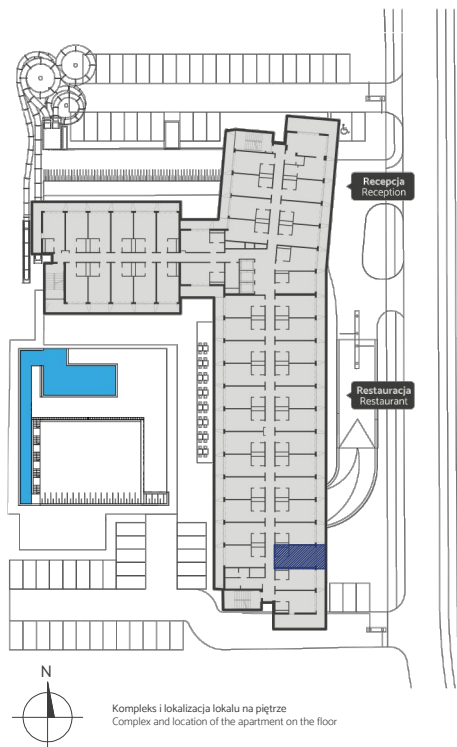 Recepcja
Reception
Restauracja
Restaurant
N
Kompleks i lokalizacja lokalu na piętrze
Complex and location of the apartment on the floor